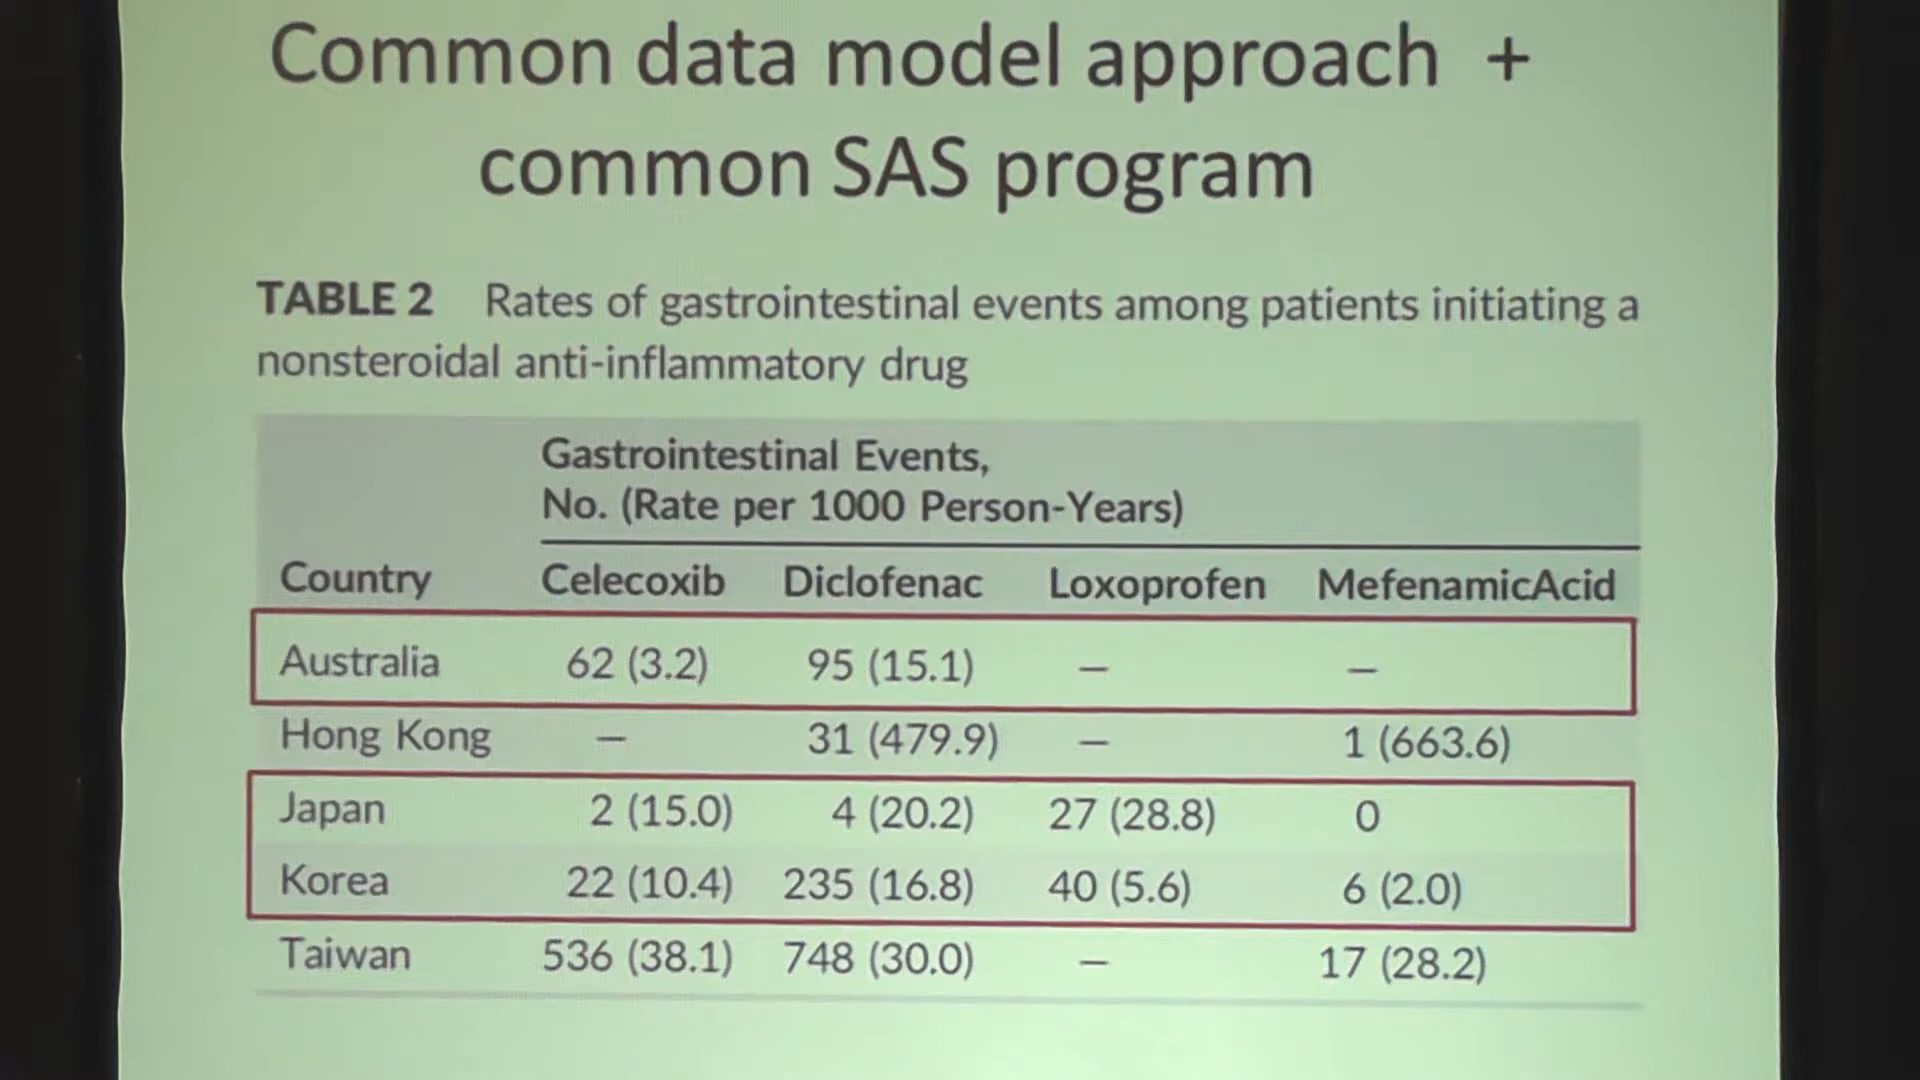 Common data model approach +
common SAS program
TABLE 2 Rates of gastrointestinal events among patients initiating a
nonsteroidal anti-inflammatory drug
Gastrointestinal Events,
No. (Rate per 1000 Person-Years)
Country Celecoxib Diclofenac Loxoprofen MefenamicAcid
Australia 62 (3.2) 95 (15.1) — —
Hong Kong — 31 (479.9) — 1 (663.6)
Japan 2 (15.0) 4 (20.2) 27 (28.8) 0
Korea 22 (10.4) 235 (16.8) 40 (5.6) 6 (2.0)
Taiwan 536 (38.1) 748 (30.0) — 17 (28.2)